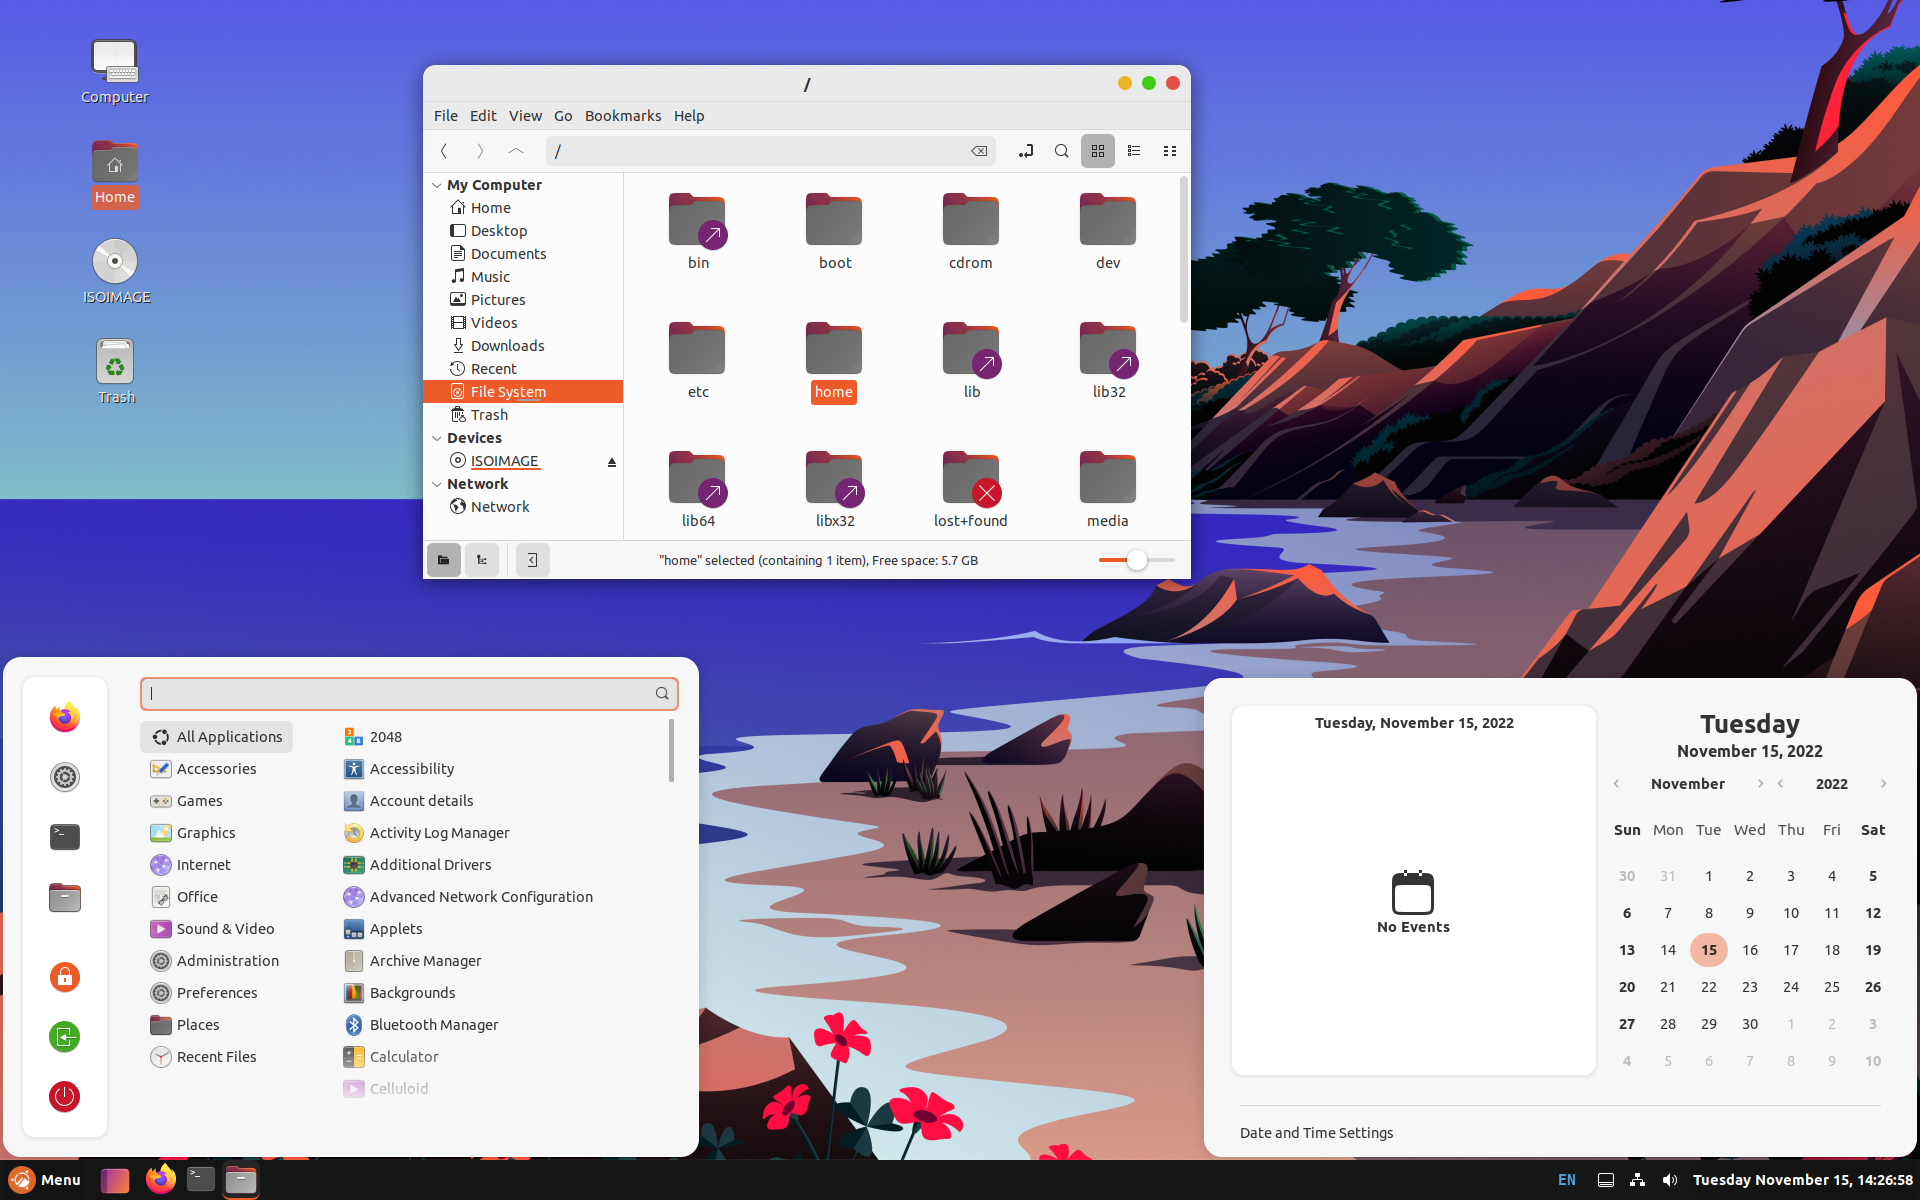 Computer
Home
ISOIMAGE
Trash
/
File Edit View Go Bookmarks Help
/
My Computer
Home
Desktop
Documents
Music
Pictures
Videos
Downloads
Recent
File System
Trash
Devices
ISOIMAGE
Network
Network
bin boot cdrom dev
etc home lib lib32
lib64 libx32 lost+found media
"home" selected (containing 1 item), Free space: 5.7 GB
All Applications
Accessories
Games
Graphics
Internet
Office
Sound & Video
Administration
Preferences
Places
Recent Files
2048
Accessibility
Account details
Activity Log Manager
Additional Drivers
Advanced Network Configuration
Applets
Archive Manager
Backgrounds
Bluetooth Manager
Calculator
Celluloid
Tuesday, November 15, 2022
No Events
Tuesday
November 15, 2022
‹ November › ‹ 2022 ›
Sun Mon Tue Wed Thu Fri Sat
30 31 1 2 3 4 5
6 7 8 9 10 11 12
13 14 15 16 17 18 19
20 21 22 23 24 25 26
27 28 29 30 1 2 3
4 5 6 7 8 9 10
Date and Time Settings
Menu
EN
Tuesday November 15, 14:26:58